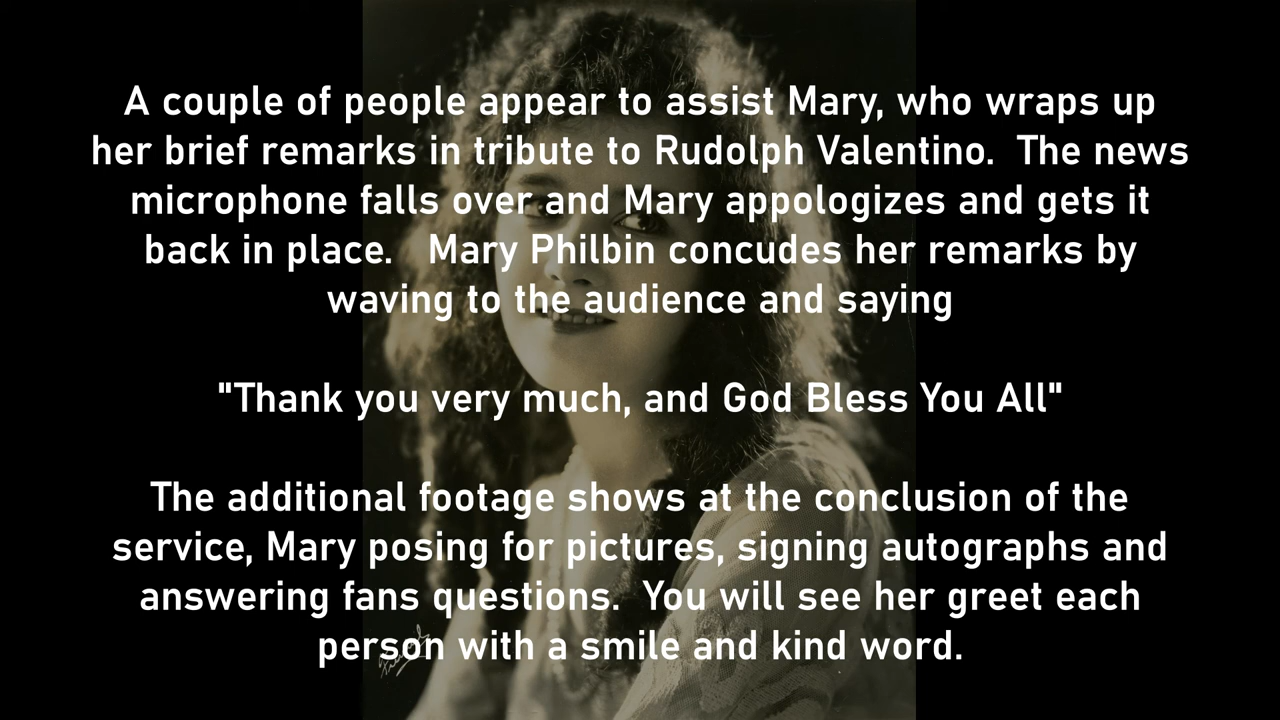 A couple of people appear to assist Mary, who wraps up
her brief remarks in tribute to Rudolph Valentino.  The news
microphone falls over and Mary appologizes and gets it
back in place.   Mary Philbin concudes her remarks by
waving to the audience and saying
"Thank you very much, and God Bless You All"
The additional footage shows at the conclusion of the
service, Mary posing for pictures, signing autographs and
answering fans questions.  You will see her greet each
person with a smile and kind word.